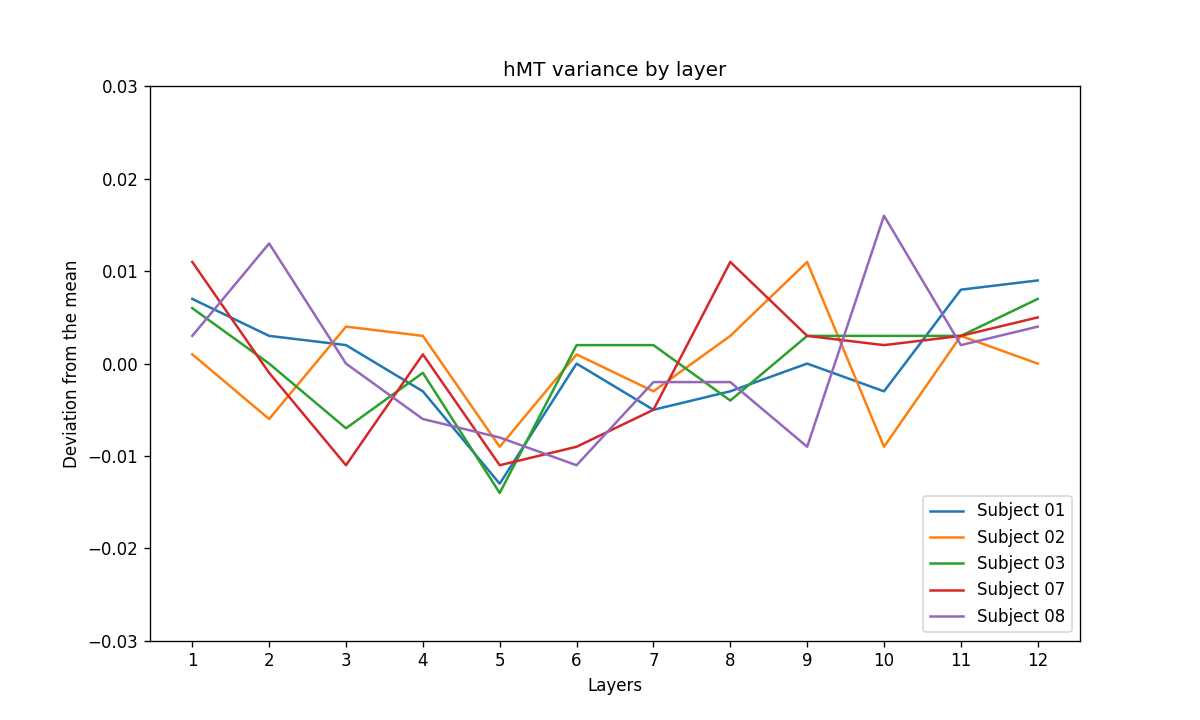 hMT variance by layer
0.03
0.02
0.01
0.00
−0.01
−0.02
−0.03
Deviation from the mean
1 2 3 4 5 6 7 8 9 10 11 12
Layers
Subject 01
Subject 02
Subject 03
Subject 07
Subject 08